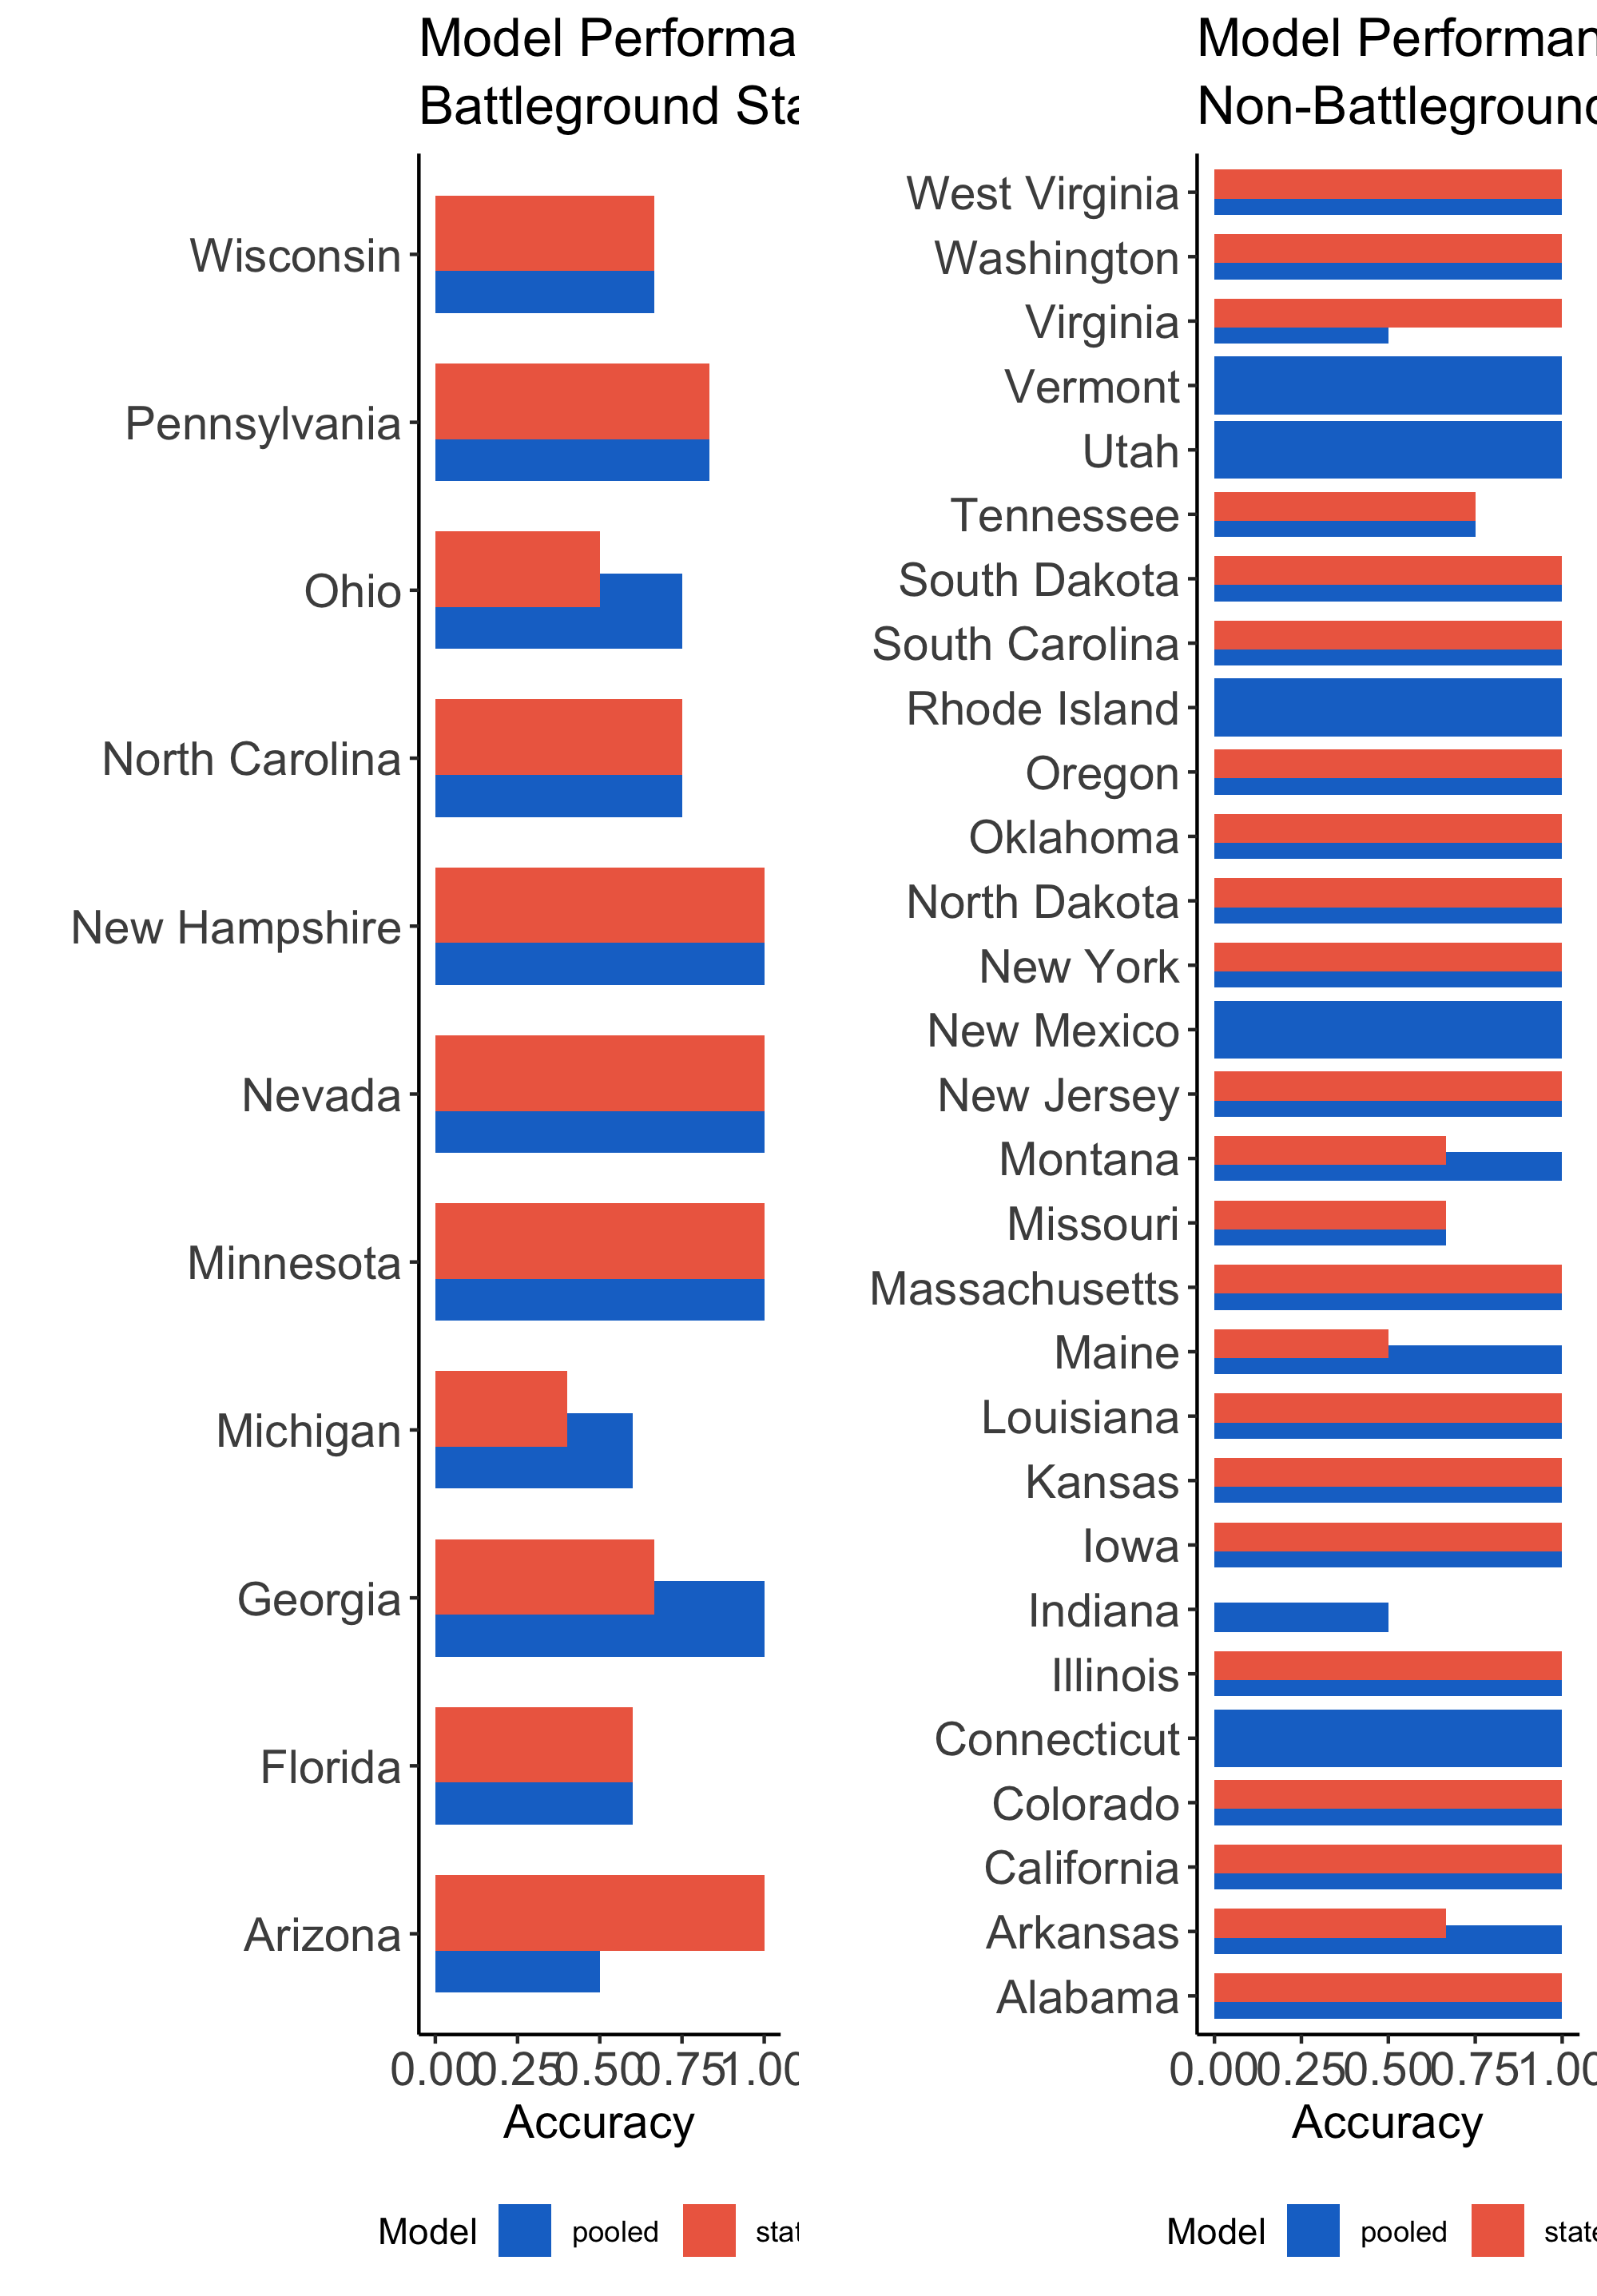 Model Performa
Battleground Sta
Wisconsin
Pennsylvania
Ohio
North Carolina
New Hampshire
Nevada
Minnesota
Michigan
Georgia
Florida
Arizona
0.00 0.25 0.50 0.75 1.00
Accuracy
Model pooled stat
Model Performan
Non-Battleground
West Virginia
Washington
Virginia
Vermont
Utah
Tennessee
South Dakota
South Carolina
Rhode Island
Oregon
Oklahoma
North Dakota
New York
New Mexico
New Jersey
Montana
Missouri
Massachusetts
Maine
Louisiana
Kansas
Iowa
Indiana
Illinois
Connecticut
Colorado
California
Arkansas
Alabama
0.00 0.25 0.50 0.75 1.00
Accuracy
Model pooled state